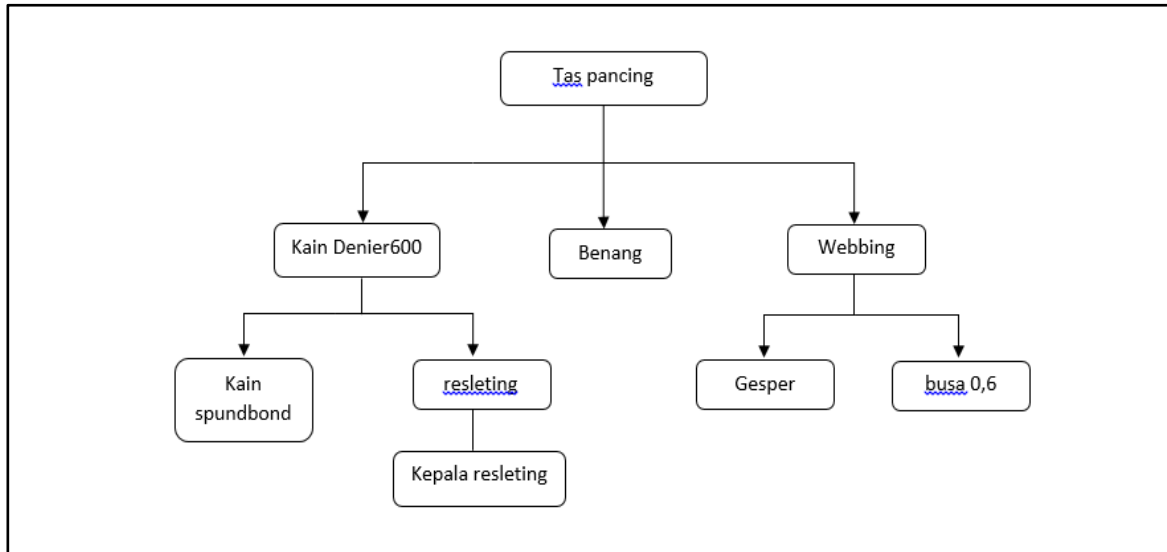 Tas pancing
Kain Denier600
Benang
Webbing
Kain
spundbond
resleting
Gesper
busa 0,6
Kepala resleting